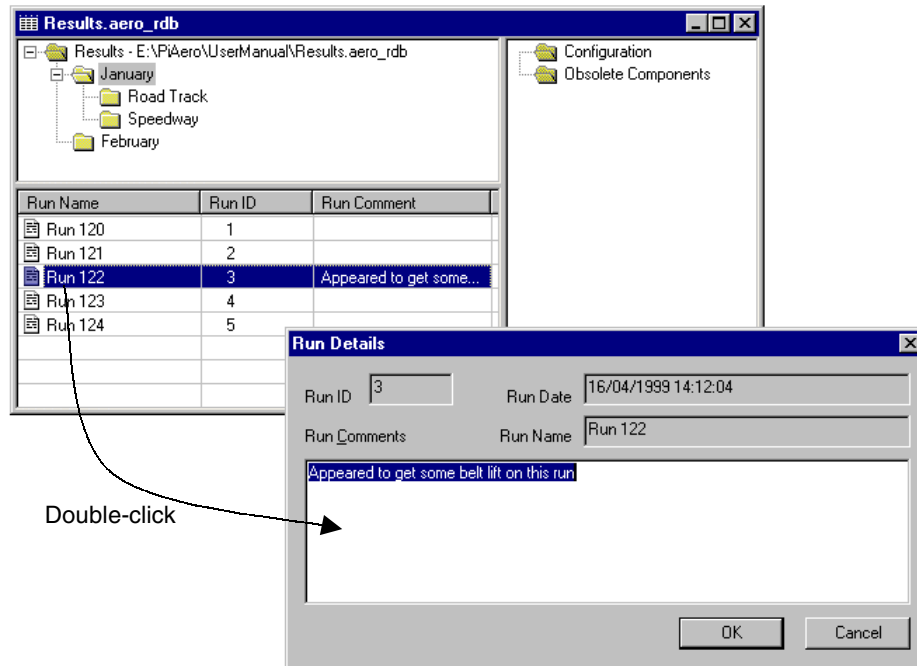 Results.aero_rdb
Results - E:\PiAero\UserManual\Results.aero_rdb
January
Road Track
Speedway
February
Configuration
Obsolete Components
Run Name Run ID Run Comment
Run 120 1
Run 121 2
Run 122 3 Appeared to get some...
Run 123 4
Run 124 5
Double-click
Run Details
Run ID 3 Run Date 16/04/1999 14:12:04
Run Comments Run Name Run 122
Appeared to get some belt lift on this run
OK Cancel